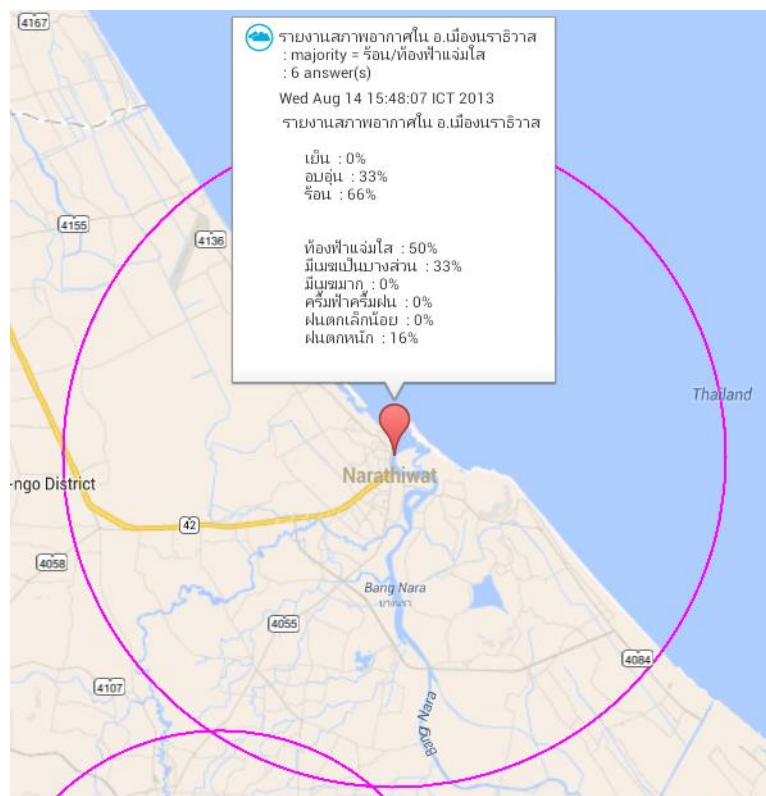 4167
รายงานสภาพอากาศใน อ.เมืองนราธิวาส
: majority = ร้อน/ท้องฟ้าแจ่มใส
: 6 answer(s)
Wed Aug 14 15:48:07 ICT 2013
รายงานสภาพอากาศใน อ.เมืองนราธิวาส
เย็น : 0%
อบอุ่น : 33%
ร้อน : 66%
4155
4136
ท้องฟ้าแจ่มใส : 50%
มีเมฆเป็นบางส่วน : 33%
มีเมฆมาก : 0%
ครึ้มฟ้าครึ้มฝน : 0%
ฝนตกเล็กน้อย : 0%
ฝนตกหนัก : 16%
Thailand
Narathiwat
-ngo District
42
4058
Bang Nara
บางนรา
4055
4084
4107
Bang Nara